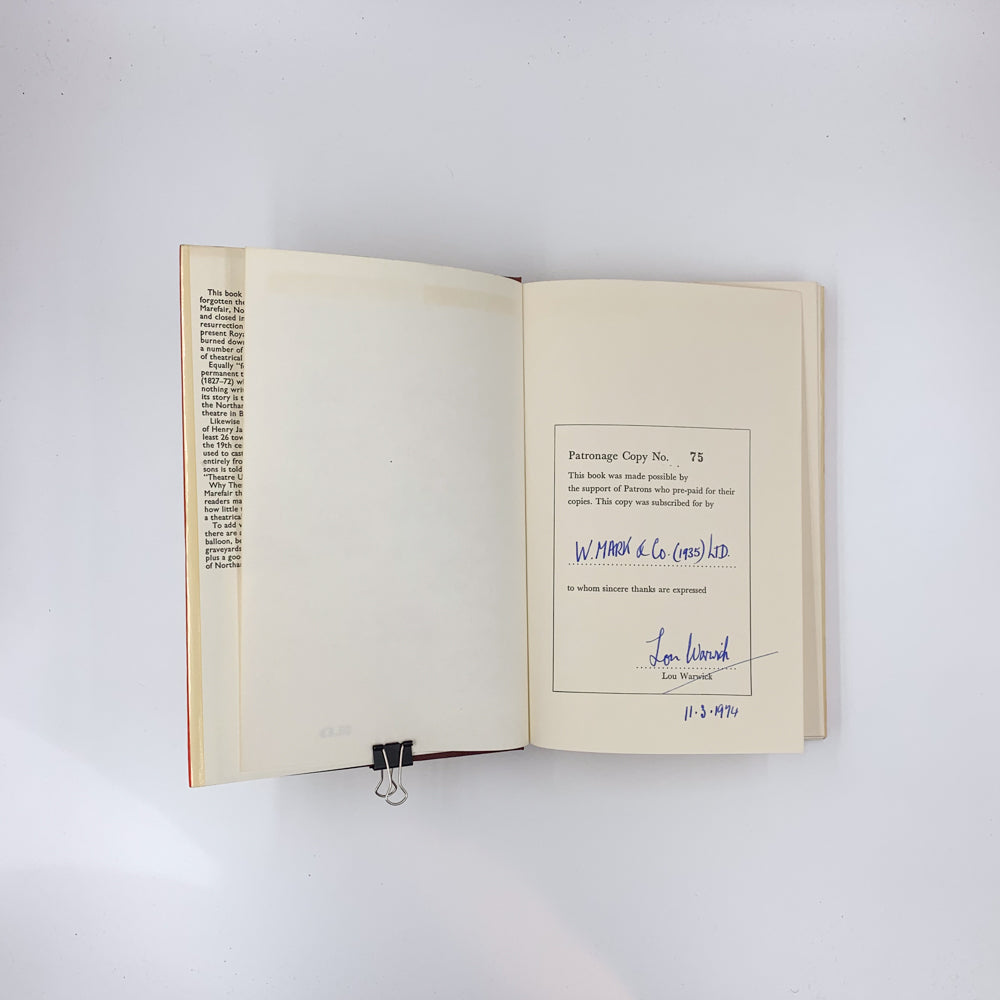 This book
forgotten the
Marefair, No
and closed in
resurrection
present Roya
burned down
a number of
of theatrical
Equally "f
permanent t
(1827–72) w
nothing wri
its story is t
the Northa
theatre in B
Likewise
of Henry Ja
least 26 tow
the 19th ce
used to cast
entirely fro
sons is told
"Theatre U
Why The
Marefair th
readers ma
how little
a theatrical
To add v
there are
balloon, be
graveyards
plus a goo
of Northa
Patronage Copy No. 75
This book was made possible by
the support of Patrons who pre-paid for their
copies. This copy was subscribed for by
W. MARK & Co. (1935) LTD.
to whom sincere thanks are expressed
Lou Warwick
Lou Warwick
11·3·1974